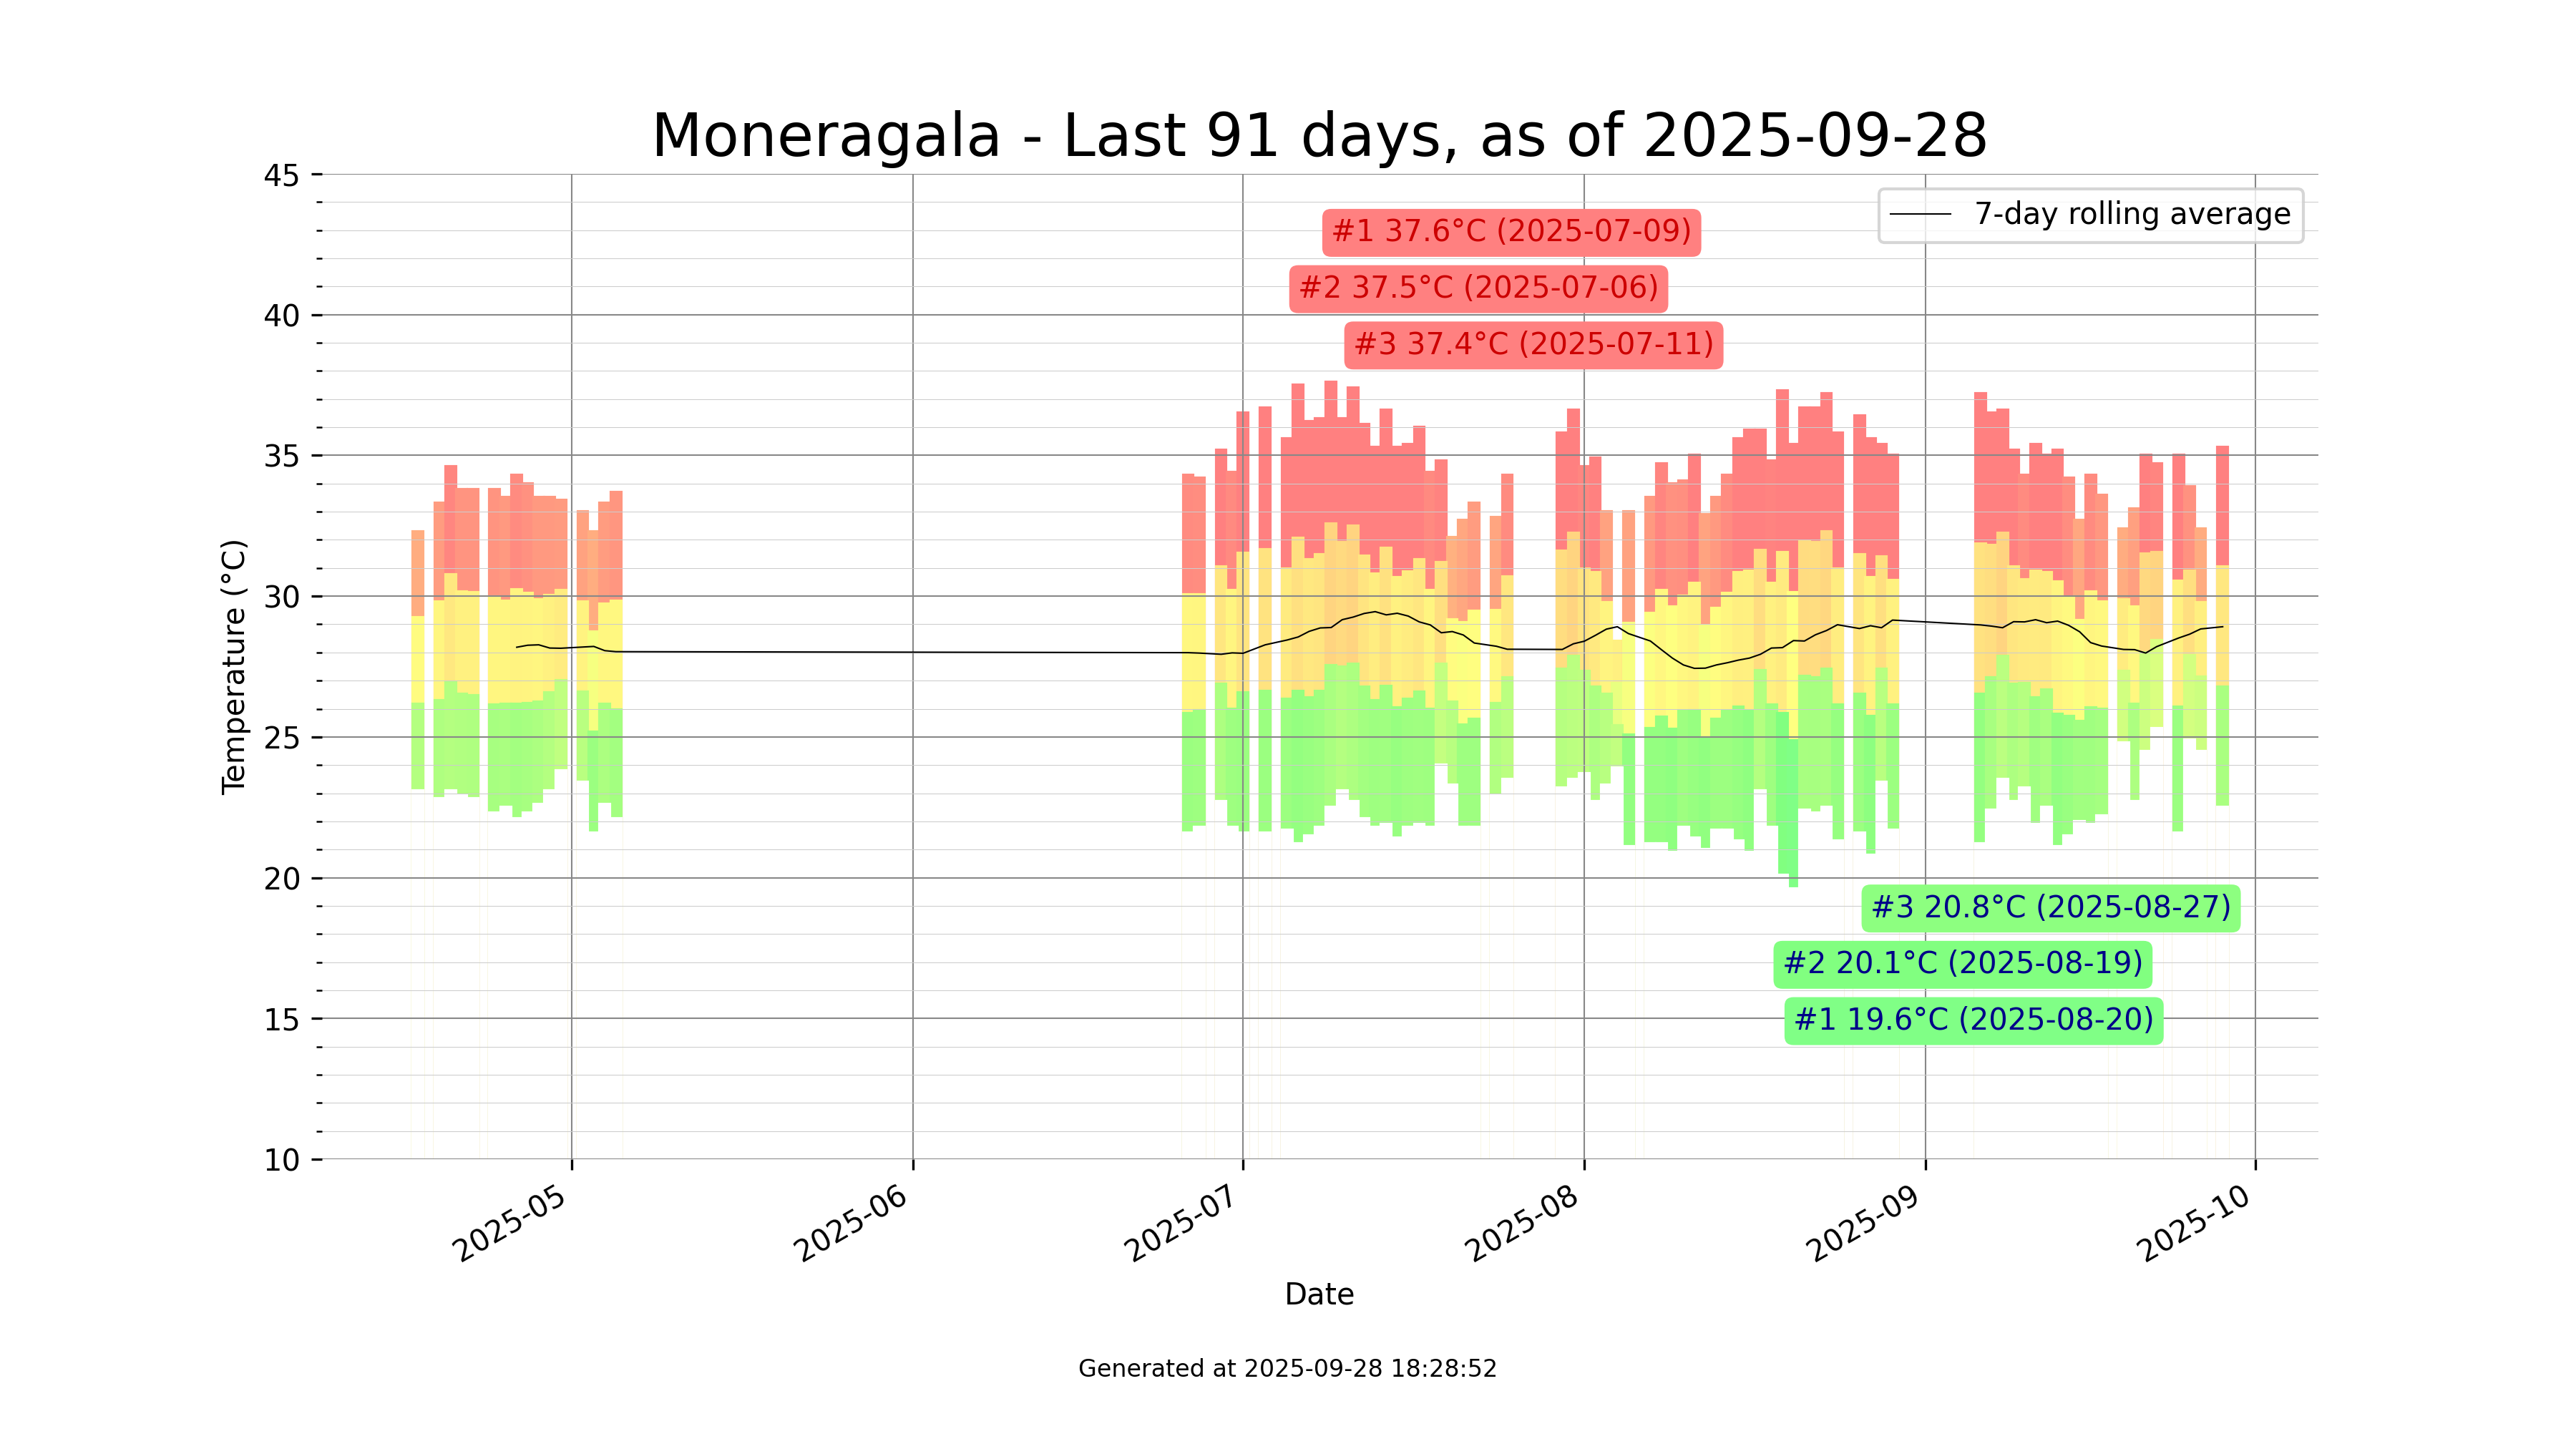 Moneragala - Last 91 days, as of 2025-09-28
45
40
35
30
25
20
15
10
Temperature (°C)
7-day rolling average
#1 37.6°C (2025-07-09)
#2 37.5°C (2025-07-06)
#3 37.4°C (2025-07-11)
#3 20.8°C (2025-08-27)
#2 20.1°C (2025-08-19)
#1 19.6°C (2025-08-20)
2025-05
2025-06
2025-07
2025-08
2025-09
2025-10
Date
Generated at 2025-09-28 18:28:52